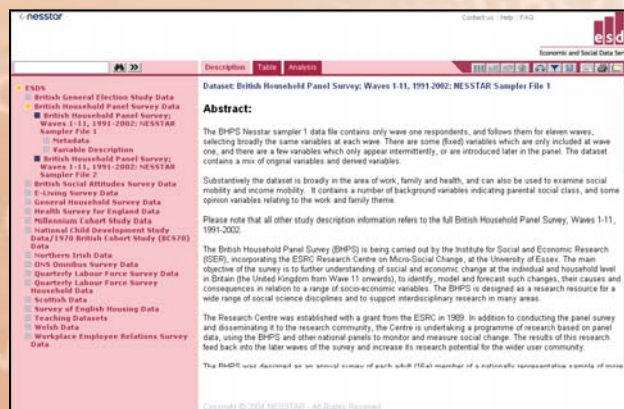 nesstar
Contact us | Help | FAQ
esd
Economic and Social Data Ser
Description Table Analysis
ESDS
British General Election Study Data
British Household Panel Survey Data
British Household Panel Survey;
Waves 1-11, 1991-2002: NESSTAR
Sampler File 1
Metadata
Variable Description
British Household Panel Survey;
Waves 1-11, 1991-2002: NESSTAR
Sampler File 2
British Social Attitudes Survey Data
E-Living Survey Data
General Household Survey Data
Health Survey for England Data
Millennium Cohort Study Data
National Child Development Study
Data/1970 British Cohort Study (BCS70)
Data
Northern Irish Data
ONS Omnibus Survey Data
Quarterly Labour Force Survey Data
Quarterly Labour Force Survey
Household Data
Scottish Data
Survey of English Housing Data
Teaching Datasets
Welsh Data
Workplace Employee Relations Survey
Data
Dataset: British Household Panel Survey; Waves 1-11, 1991-2002: NESSTAR Sampler File 1
Abstract:
The BHPS Nesstar sampler 1 data file contains only wave one respondents, and follows them for eleven waves,
selecting broadly the same variables at each wave. There are some (fixed) variables which are only included at wave
one, and there are a few variables which only appear intermittently, or are introduced later in the panel. The dataset
contains a mix of original variables and derived variables.
Substantively the dataset is broadly in the area of work, family and health, and can also be used to examine social
mobility and income mobility. It contains a number of background variables indicating parental social class, and some
opinion variables relating to the work and family theme.
Please note that all other study description information refers to the full British Household Panel Survey; Waves 1-11,
1991-2002.
The British Household Panel Survey (BHPS) is being carried out by the Institute for Social and Economic Research
(ISER), incorporating the ESRC Research Centre on Micro-Social Change, at the University of Essex. The main
objective of the survey is to further understanding of social and economic change at the individual and household level
in Britain (the United Kingdom from Wave 11 onwards), to identify, model and forecast such changes, their causes and
consequences in relation to a range of socio-economic variables. The BHPS is designed as a research resource for a
wide range of social science disciplines and to support interdisciplinary research in many areas.
The Research Centre was established with a grant from the ESRC in 1989. In addition to conducting the panel survey
and disseminating it to the research community, the Centre is undertaking a programme of research based on panel
data, using the BHPS and other national panels to monitor and measure social change. The results of this research
feed back into the later waves of the survey and increase its research potential for the wider user community.
The BHPS was designed as an annual survey of each adult (16+) member of a nationally representative sample of more
Copyright © 2004 NESSTAR - All Rights Reserved